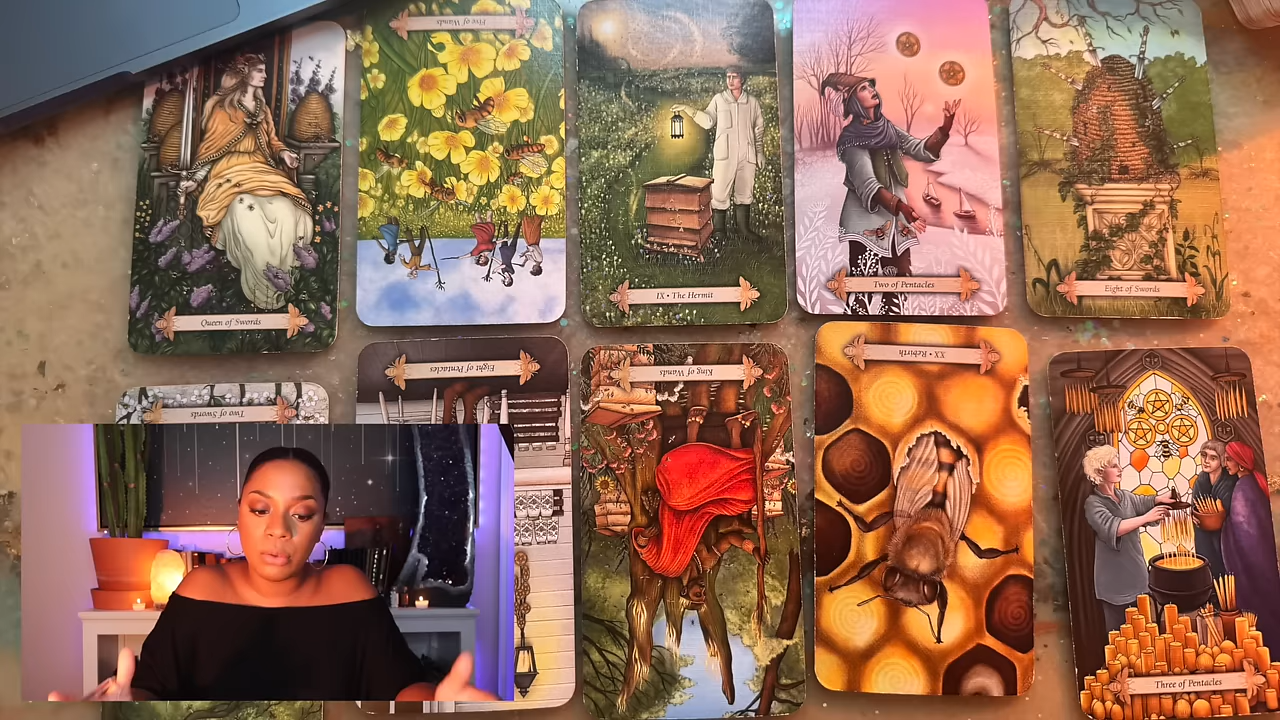 Queen of Swords
Five of Wands
IX • The Hermit
Two of Pentacles
Eight of Swords
Two of Swords
Eight of Pentacles
King of Wands
XX • Rebirth
Three of Pentacles